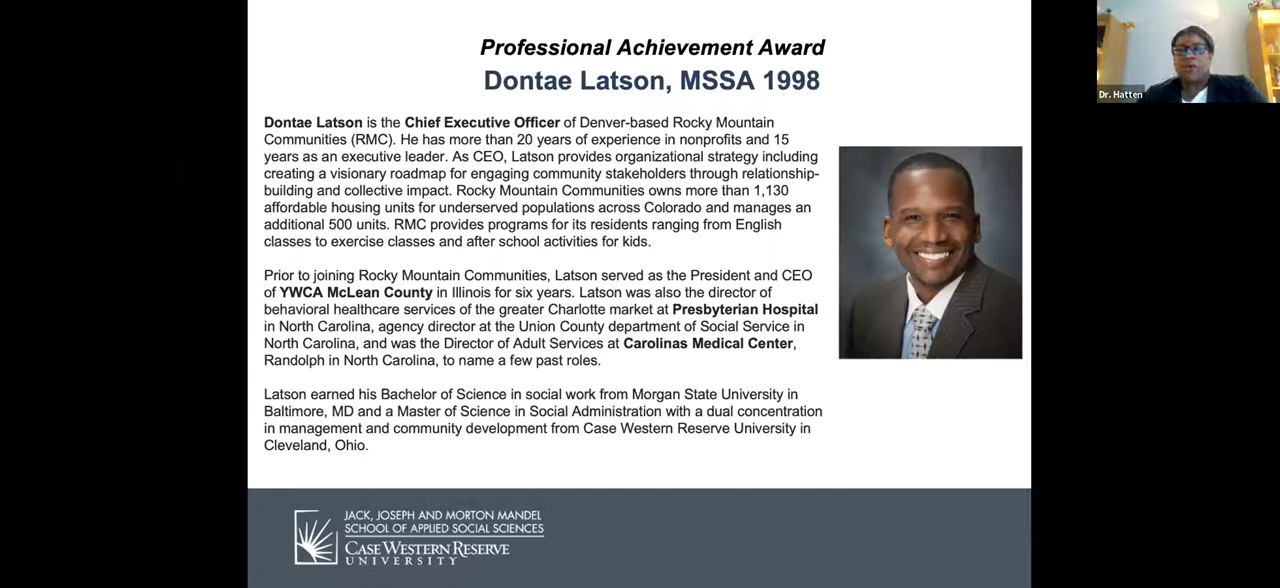 Professional Achievement Award
Dontae Latson, MSSA 1998
Dontae Latson is the Chief Executive Officer of Denver-based Rocky Mountain
Communities (RMC). He has more than 20 years of experience in nonprofits and 15
years as an executive leader. As CEO, Latson provides organizational strategy including
creating a visionary roadmap for engaging community stakeholders through relationship-
building and collective impact. Rocky Mountain Communities owns more than 1,130
affordable housing units for underserved populations across Colorado and manages an
additional 500 units. RMC provides programs for its residents ranging from English
classes to exercise classes and after school activities for kids.
Prior to joining Rocky Mountain Communities, Latson served as the President and CEO
of YWCA McLean County in Illinois for six years. Latson was also the director of
behavioral healthcare services of the greater Charlotte market at Presbyterian Hospital
in North Carolina, agency director at the Union County department of Social Service in
North Carolina, and was the Director of Adult Services at Carolinas Medical Center,
Randolph in North Carolina, to name a few past roles.
Latson earned his Bachelor of Science in social work from Morgan State University in
Baltimore, MD and a Master of Science in Social Administration with a dual concentration
in management and community development from Case Western Reserve University in
Cleveland, Ohio.
JACK, JOSEPH AND MORTON MANDEL
SCHOOL OF APPLIED SOCIAL SCIENCES
CASE WESTERN RESERVE
UNIVERSITY
Dr. Hatten